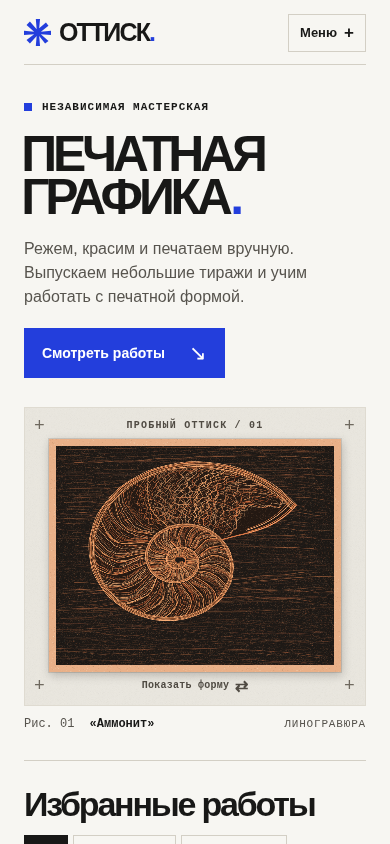 ОТТИСК.
Меню +
НЕЗАВИСИМАЯ МАСТЕРСКАЯ
ПЕЧАТНАЯ
ГРАФИКА.
Режем, красим и печатаем вручную.
Выпускаем небольшие тиражи и учим
работать с печатной формой.
Смотреть работы ↘
ПРОБНЫЙ ОТТИСК / 01
Показать форму ⇄
Рис. 01 «Аммонит» ЛИНОГРАВЮРА
Избранные работы